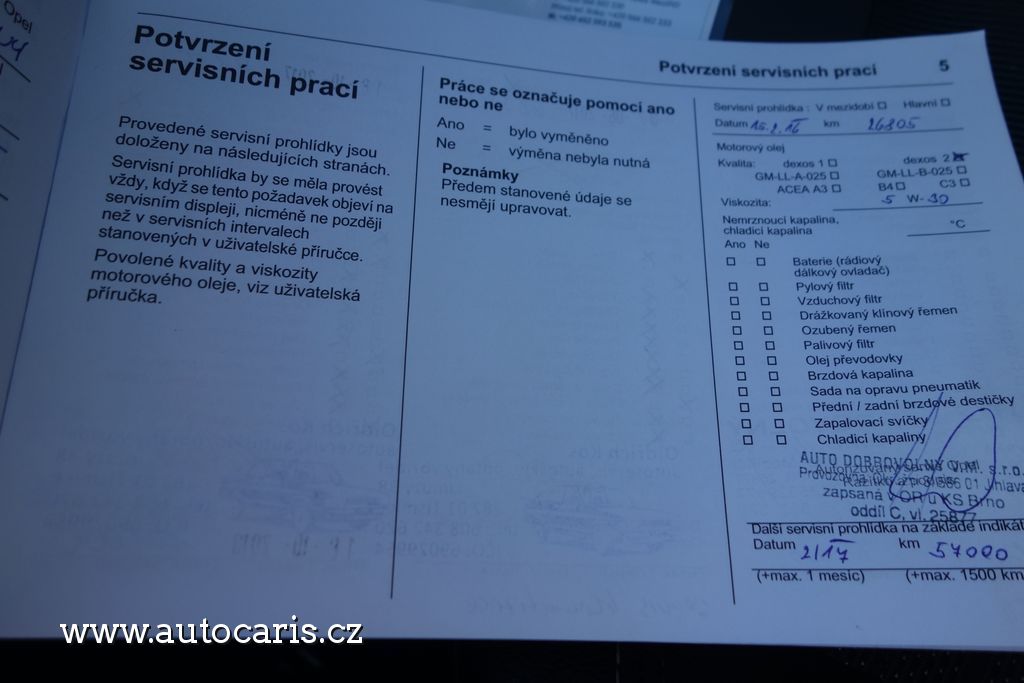 Opel
Potvrzení
servisních prací
Provedené servisní prohlídky jsou
doloženy na následujících stranách.
Servisní prohlídka by se měla provést
vždy, když se tento požadavek objeví na
servisním displeji, nicméně ne později
než v servisních intervalech
stanovených v uživatelské příručce.
Povolené kvality a viskozity
motorového oleje, viz uživatelská
příručka.
Práce se označuje pomocí ano
nebo ne
Ano = bylo vyměněno
Ne = výměna nebyla nutná
Poznámky
Předem stanovené údaje se
nesmějí upravovat.
Potvrzení servisních prací 5
Servisní prohlídka : V mezidobí □ Hlavní □
Datum 15.2.16 km 26805
Motorový olej
Kvalita: dexos 1 □ dexos 2
GM-LL-A-025 □ GM-LL-B-025 □
ACEA A3 □ B4 □ C3 □
Viskozita: 5 W-30
Nemrznoucí kapalina,
chladicí kapalina °C
Ano Ne
□ □ Baterie (rádiový
dálkový ovladač)
□ □ Pylový filtr
□ □ Vzduchový filtr
□ □ Drážkovaný klínový řemen
□ □ Ozubený řemen
□ □ Palivový filtr
□ □ Olej převodovky
□ □ Brzdová kapalina
□ □ Sada na opravu pneumatik
□ □ Přední / zadní brzdové destičky
□ □ Zapalovací svíčky
□ □ Chladicí kapaliny
AUTO DOBROVOLNÝ V.M. s.r.o.
Autorizovaný servis Opel
586 01 Jihlava
zapsaná v OR u KS Brno
oddíl C, vl. 25877
Další servisní prohlídka na základě indikát
Datum 2/17 km 57000
(+max. 1 měsíc) (+max. 1500 km
www.autocaris.cz